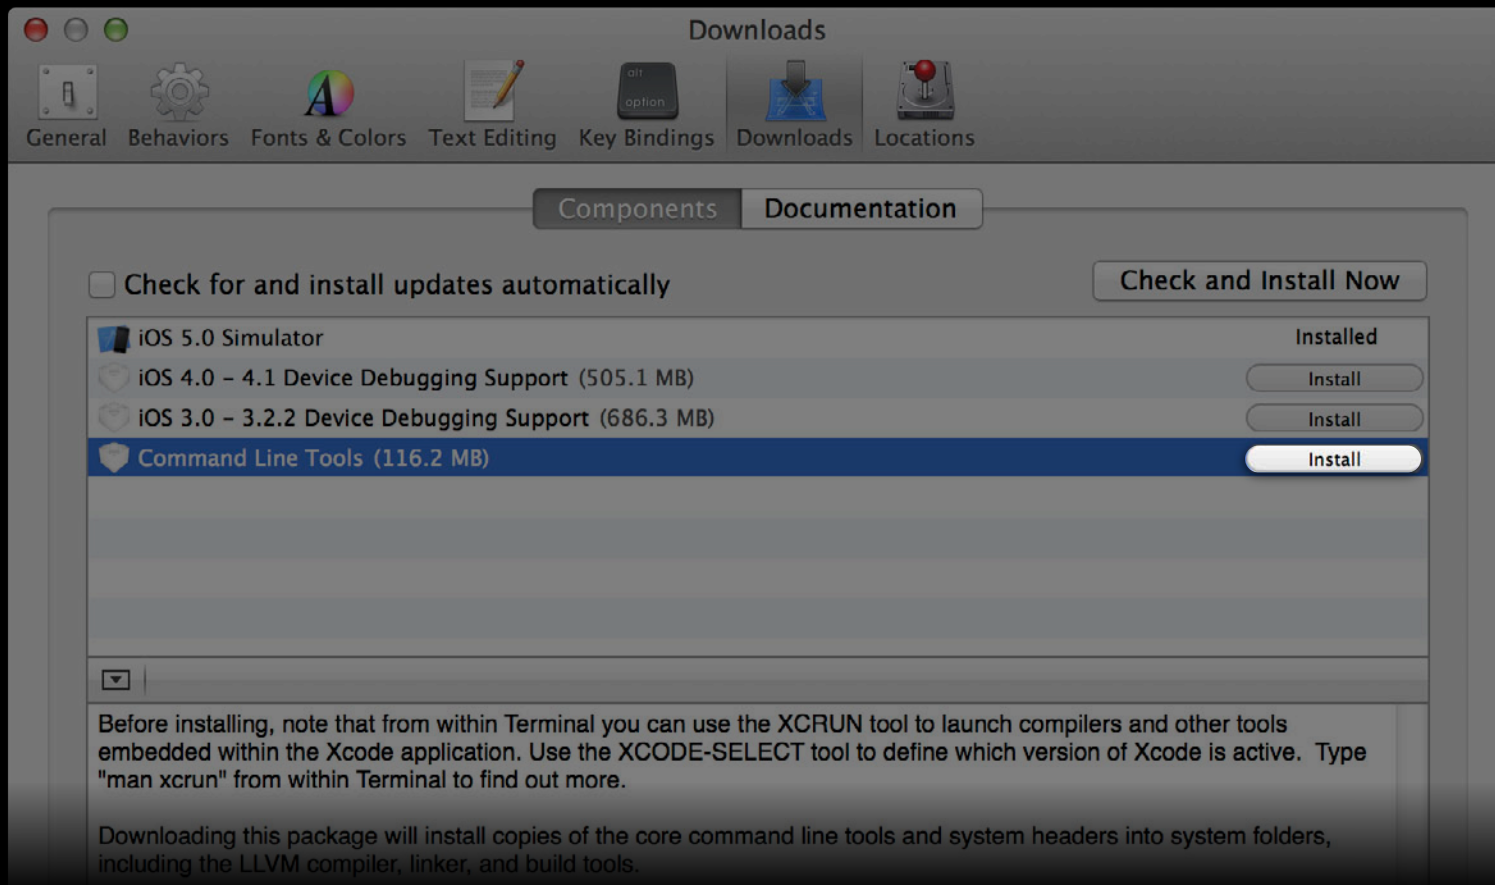 Downloads
alt
option
General Behaviors Fonts & Colors Text Editing Key Bindings Downloads Locations
Components Documentation
Check for and install updates automatically Check and Install Now
iOS 5.0 Simulator Installed
iOS 4.0 – 4.1 Device Debugging Support (505.1 MB) Install
iOS 3.0 – 3.2.2 Device Debugging Support (686.3 MB) Install
Command Line Tools (116.2 MB) Install
Before installing, note that from within Terminal you can use the XCRUN tool to launch compilers and other tools
embedded within the Xcode application. Use the XCODE-SELECT tool to define which version of Xcode is active.  Type
"man xcrun" from within Terminal to find out more.
Downloading this package will install copies of the core command line tools and system headers into system folders,
including the LLVM compiler, linker, and build tools.